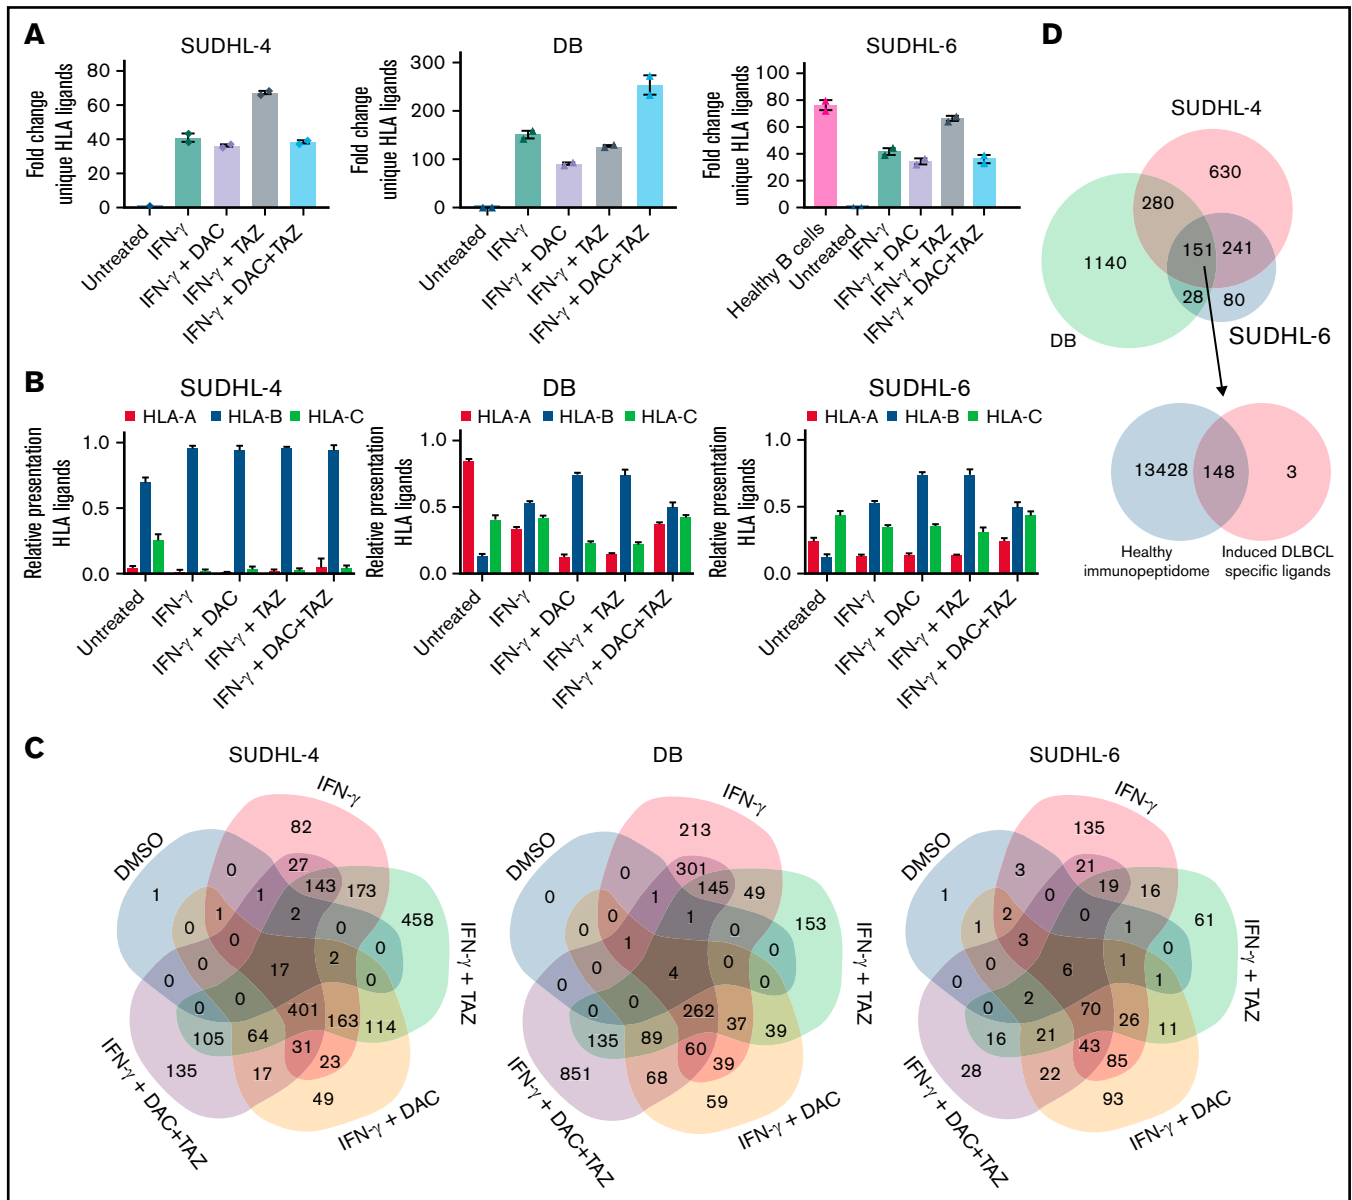 A
SUDHL-4
Fold change
unique HLA ligands
80
60
40
20
0
Untreated
IFN-γ
IFN-γ + DAC
IFN-γ + TAZ
IFN-γ + DAC+TAZ
DB
Fold change
unique HLA ligands
300
200
100
0
Untreated
IFN-γ
IFN-γ + DAC
IFN-γ + TAZ
IFN-γ + DAC+TAZ
SUDHL-6
Fold change
unique HLA ligands
100
80
60
40
20
0
Healthy B cells
Untreated
IFN-γ
IFN-γ + DAC
IFN-γ + TAZ
IFN-γ + DAC+TAZ
B
SUDHL-4
HLA-A HLA-B HLA-C
Relative presentation
HLA ligands
1.0
0.5
0.0
Untreated
IFN-γ
IFN-γ + DAC
IFN-γ + TAZ
IFN-γ + DAC+TAZ
DB
HLA-A HLA-B HLA-C
Relative presentation
HLA ligands
1.0
0.5
0.0
Untreated
IFN-γ
IFN-γ + DAC
IFN-γ + TAZ
IFN-γ + DAC+TAZ
SUDHL-6
HLA-A HLA-B HLA-C
Relative presentation
HLA ligands
1.0
0.5
0.0
Untreated
IFN-γ
IFN-γ + DAC
IFN-γ + TAZ
IFN-γ + DAC+TAZ
C
SUDHL-4
IFN-γ
DMSO
82
0 27
1 1 143 173
458
0 1 2 0
0
0 0 2
0 17 0
0 0 401 163 114
105 64 31 23
135 17
49
IFN-γ + TAZ
IFN-γ + DAC
IFN-γ + DAC+TAZ
DB
IFN-γ
DMSO
213
0 301
0 1 145 49
153
0 0 1 0
0
0 1 0
0 4 0
0 0 262 37 39
135 89 60 39
851 68
59
IFN-γ + TAZ
IFN-γ + DAC
IFN-γ + DAC+TAZ
SUDHL-6
IFN-γ
DMSO
135
3 21
1 0 19 16
61
1 2 0 1
0
0 3 1
0 6 1
0 2 70 26 11
16 21 43 85
28 22
93
IFN-γ + TAZ
IFN-γ + DAC
IFN-γ + DAC+TAZ
D
SUDHL-4
630
280
151 241
1140
28 80
DB
SUDHL-6
13428 148 3
Healthy
immunopeptidome
Induced DLBCL
specific ligands